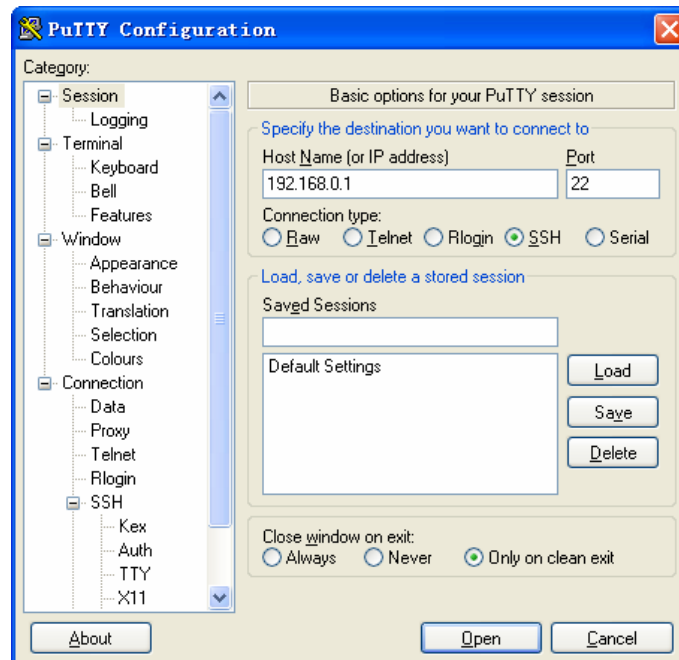 PuTTY Configuration
Category:
Session
Logging
Terminal
Keyboard
Bell
Features
Window
Appearance
Behaviour
Translation
Selection
Colours
Connection
Data
Proxy
Telnet
Rlogin
SSH
Kex
Auth
TTY
X11
Basic options for your PuTTY session
Specify the destination you want to connect to
Host Name (or IP address) Port
192.168.0.1 22
Connection type:
Raw Telnet Rlogin SSH Serial
Load, save or delete a stored session
Saved Sessions
Default Settings
Load
Save
Delete
Close window on exit:
Always Never Only on clean exit
About Open Cancel